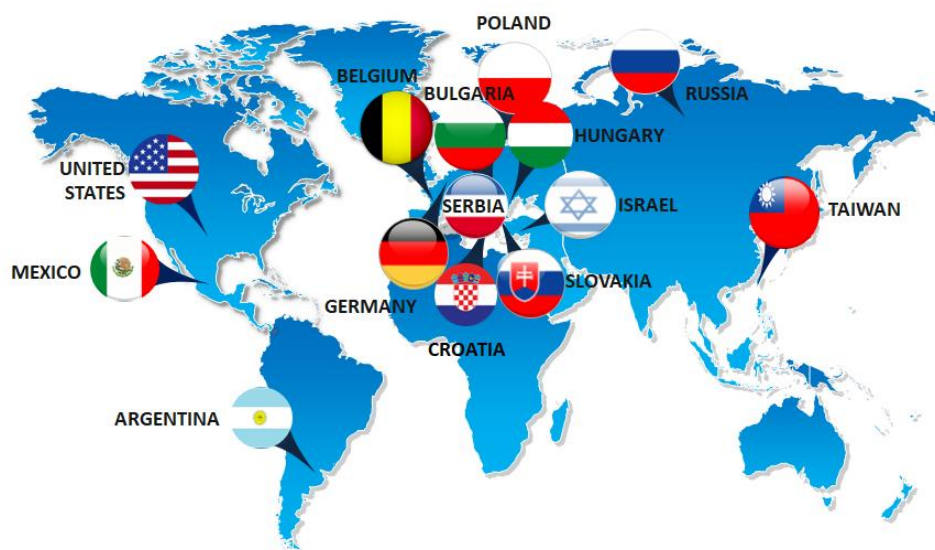 POLAND
BELGIUM
BULGARIA
RUSSIA
HUNGARY
UNITED
STATES
SERBIA
ISRAEL
TAIWAN
MEXICO
SLOVAKIA
GERMANY
CROATIA
ARGENTINA